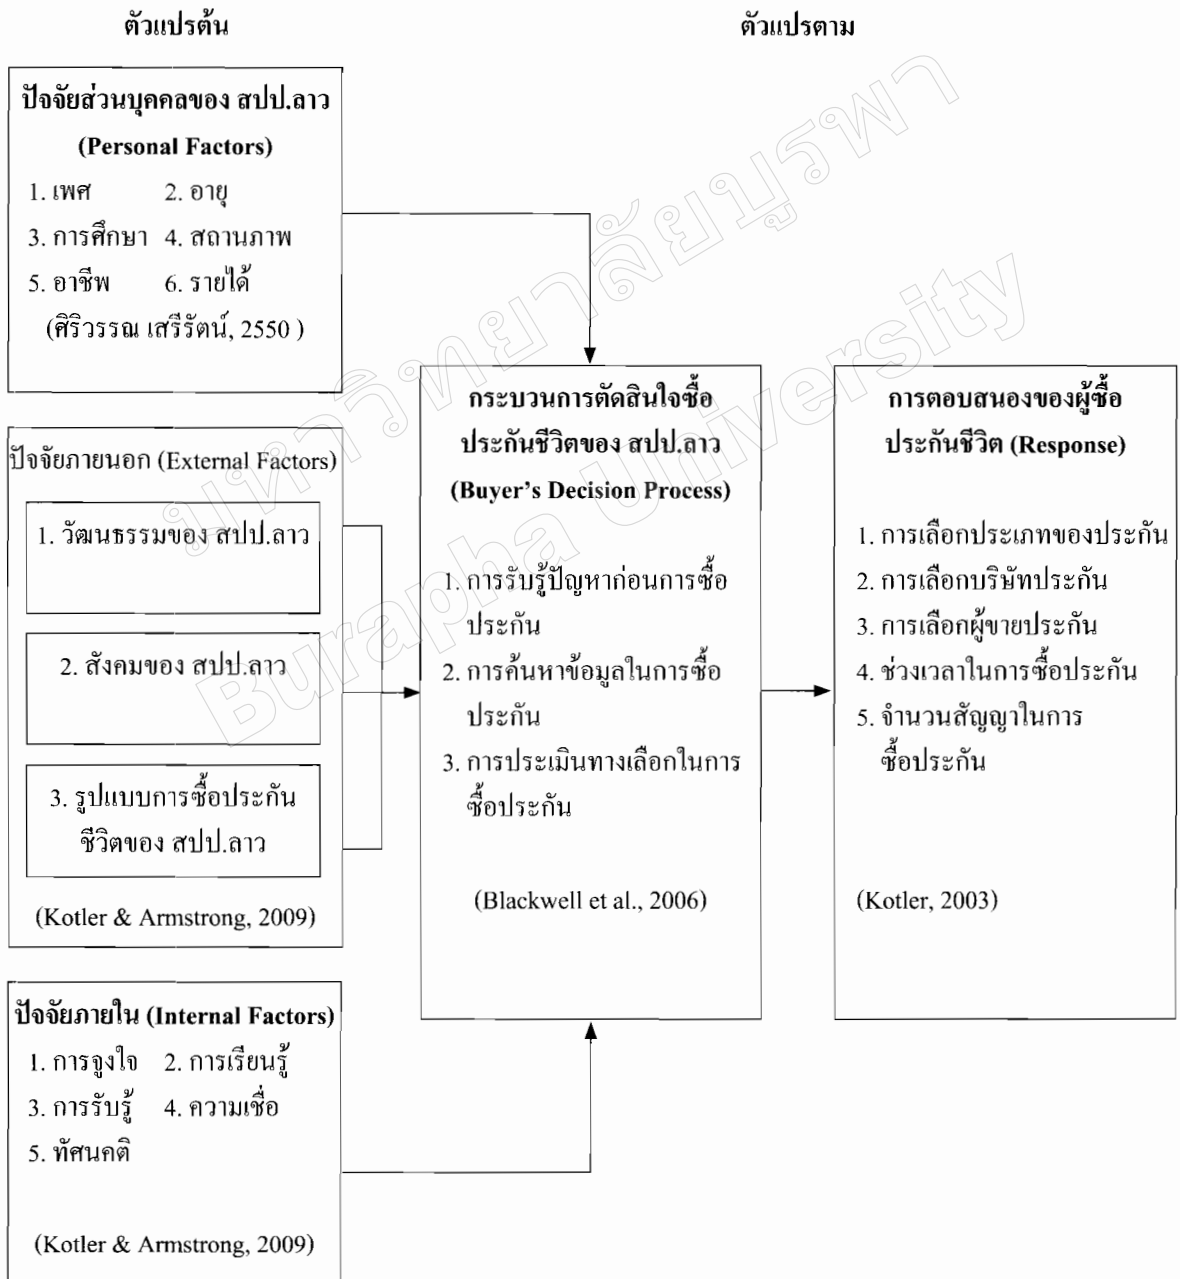 ตัวแปรต้น
ตัวแปรตาม
ปัจจัยส่วนบุคคลของ สปป.ลาว
(Personal Factors)
1. เพศ 2. อายุ
3. การศึกษา 4. สถานภาพ
5. อาชีพ 6. รายได้
(ศิริวรรณ เสรีรัตน์, 2550 )
ปัจจัยภายนอก (External Factors)
1. วัฒนธรรมของ สปป.ลาว
2. สังคมของ สปป.ลาว
3. รูปแบบการซื้อประกัน
ชีวิตของ สปป.ลาว
(Kotler & Armstrong, 2009)
ปัจจัยภายใน (Internal Factors)
1. การจูงใจ 2. การเรียนรู้
3. การรับรู้ 4. ความเชื่อ
5. ทัศนคติ
(Kotler & Armstrong, 2009)
กระบวนการตัดสินใจซื้อ
ประกันชีวิตของ สปป.ลาว
(Buyer's Decision Process)
1. การรับรู้ปัญหาก่อนการซื้อ
ประกัน
2. การค้นหาข้อมูลในการซื้อ
ประกัน
3. การประเมินทางเลือกในการ
ซื้อประกัน
(Blackwell et al., 2006)
การตอบสนองของผู้ซื้อ
ประกันชีวิต (Response)
1. การเลือกประเภทของประกัน
2. การเลือกบริษัทประกัน
3. การเลือกผู้ขายประกัน
4. ช่วงเวลาในการซื้อประกัน
5. จำนวนสัญญาในการ
ซื้อประกัน
(Kotler, 2003)
มหาวิทยาลัยบูรพา
Burapha University